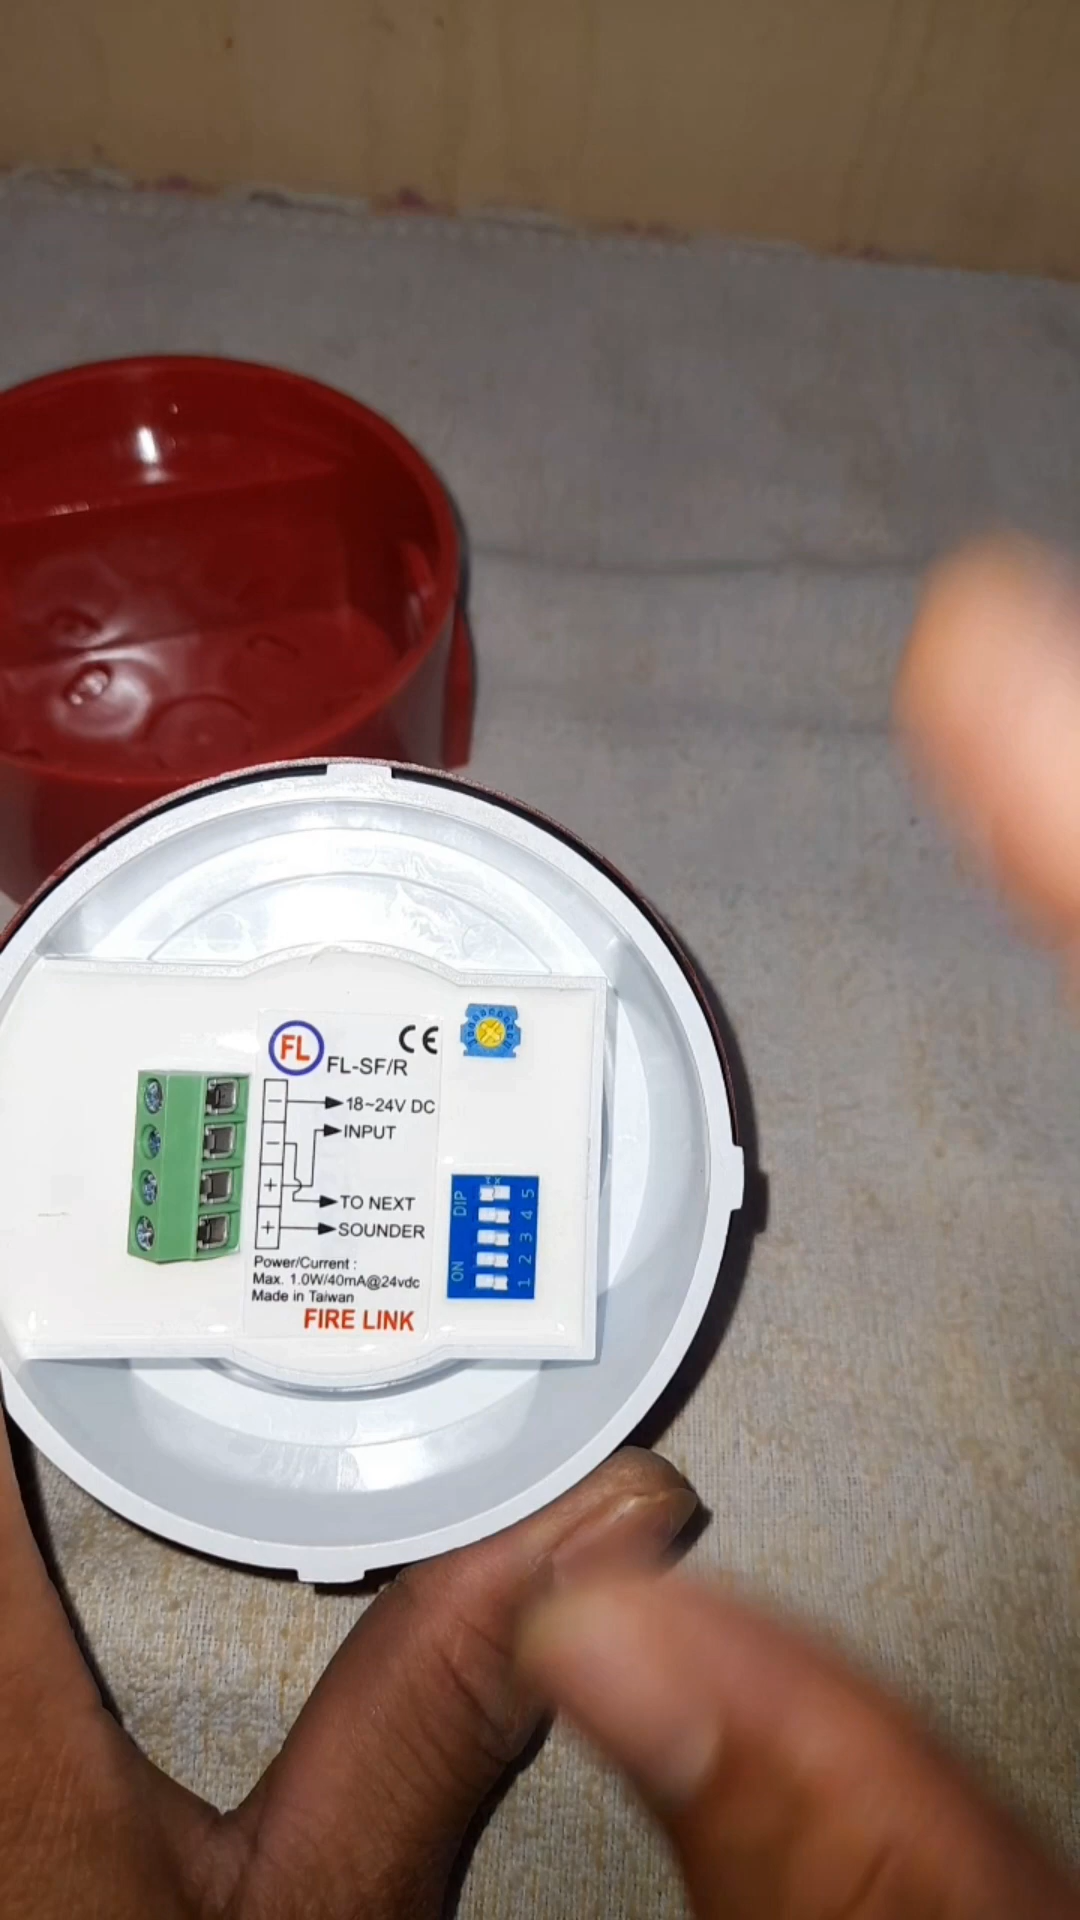 FL
CE
FL-SF/R
− 18~24V DC
− INPUT
+ TO NEXT
+ SOUNDER
Power/Current :
Max. 1.0W/40mA@24vdc
Made in Taiwan
FIRE LINK
ON DIP
1 2 3 4 5